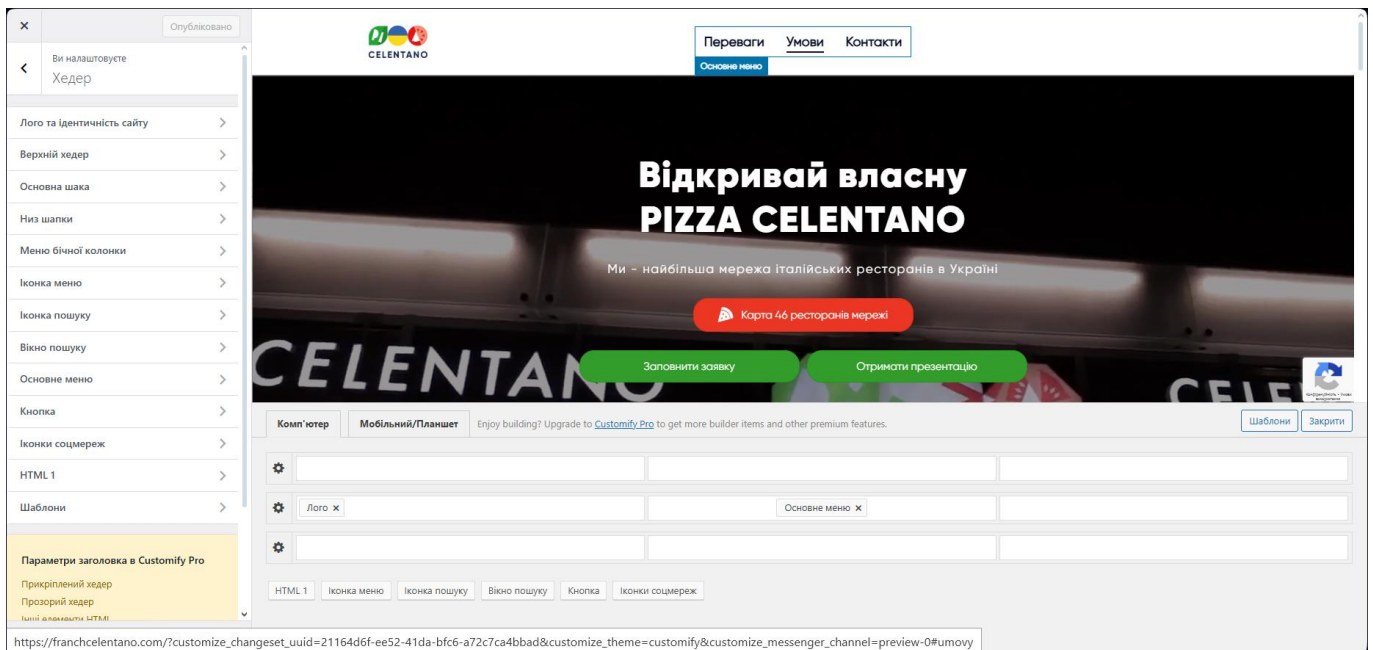 Опубліковано
Ви налаштовуєте
Хедер
Лого та ідентичність сайту
Верхній хедер
Основна шака
Низ шапки
Меню бічної колонки
Іконка меню
Іконка пошуку
Вікно пошуку
Основне меню
Кнопка
Іконки соцмереж
HTML 1
Шаблони
Параметри заголовка в Customify Pro
Прикріплений хедер
Прозорий хедер
Інші елементи HTML
CELENTANO
Переваги Умови Контакти
Основне меню
Відкривай власну
PIZZA CELENTANO
Ми - найбільша мережа італійських ресторанів в Україні
Карта 46 ресторанів мережі
Заповнити заявку Отримати презентацію
CELENTANO
CELE
Комп'ютер Мобільний/Планшет Enjoy building? Upgrade to Customify Pro to get more builder items and other premium features. Шаблони Закрити
Лого × Основне меню ×
HTML 1 Іконка меню Іконка пошуку Вікно пошуку Кнопка Іконки соцмереж
https://franchcelentano.com/?customize_changeset_uuid=21164d6f-ee52-41da-bfc6-a72c7ca4bbad&customize_theme=customify&customize_messenger_channel=preview-0#umovy